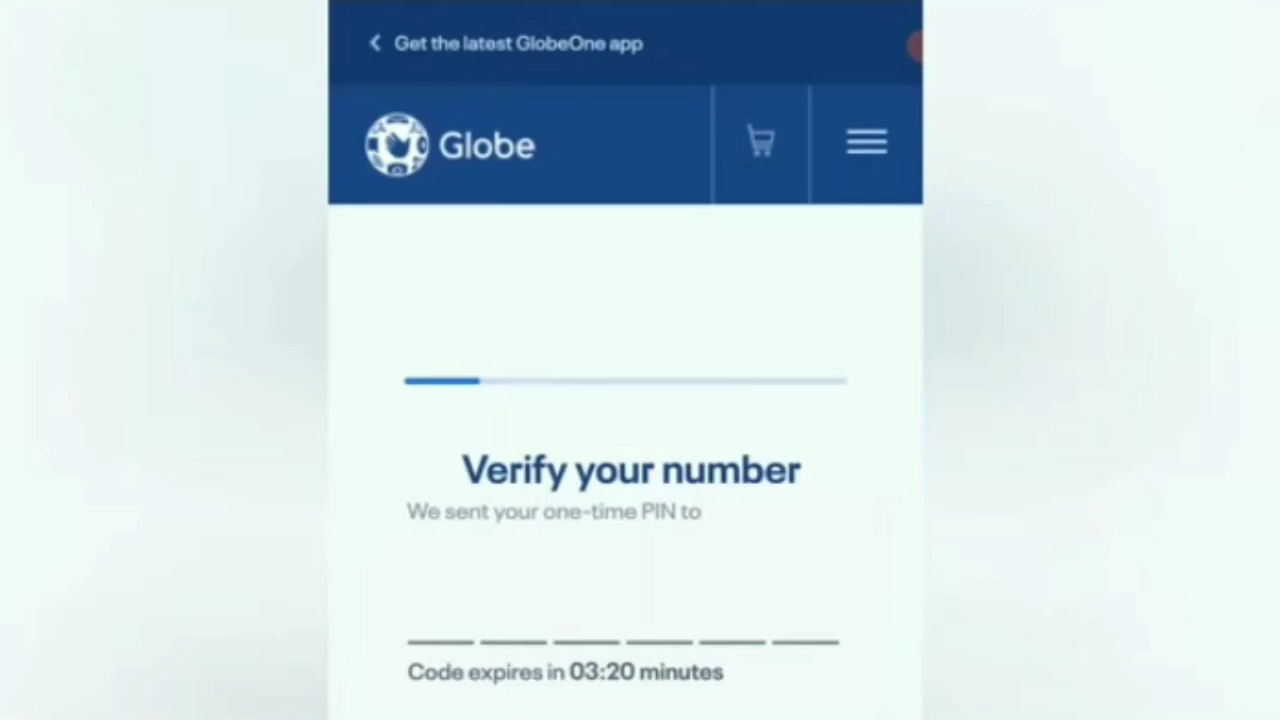 Get the latest GlobeOne app
Globe
Verify your number
We sent your one-time PIN to
Code expires in 03:20 minutes